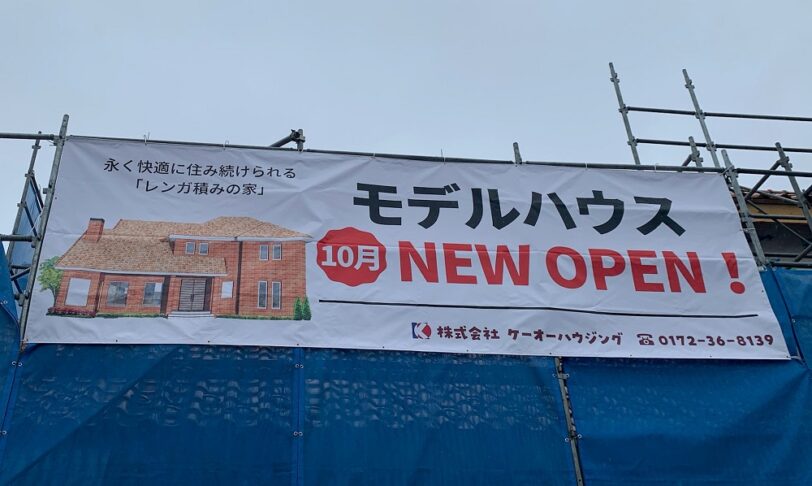 永く快適に住み続けられる
「レンガ積みの家」
モデルハウス
10月 NEW OPEN！
株式会社 ケーオーハウジング ☎0172-36-8139